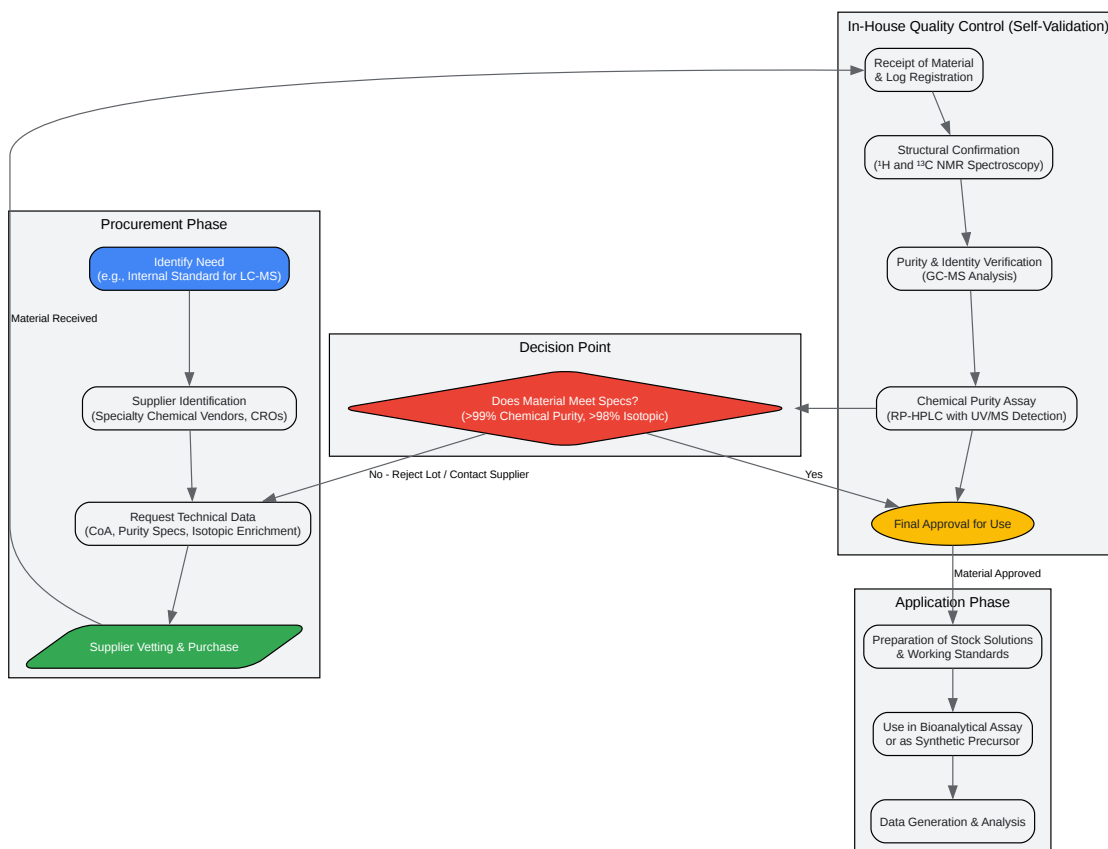 In-House Quality Control (Self-Validation)
Receipt of Material
& Log Registration
Structural Confirmation
(¹H and ¹³C NMR Spectroscopy)
Purity & Identity Verification
(GC-MS Analysis)
Chemical Purity Assay
(RP-HPLC with UV/MS Detection)
Final Approval for Use
Procurement Phase
Identify Need
(e.g., Internal Standard for LC-MS)
Material Received
Supplier Identification
(Specialty Chemical Vendors, CROs)
Request Technical Data
(CoA, Purity Specs, Isotopic Enrichment)
Supplier Vetting & Purchase
Decision Point
Does Material Meet Specs?
(>99% Chemical Purity, >98% Isotopic)
No - Reject Lot / Contact Supplier
Yes
Material Approved
Application Phase
Preparation of Stock Solutions
& Working Standards
Use in Bioanalytical Assay
or as Synthetic Precursor
Data Generation & Analysis